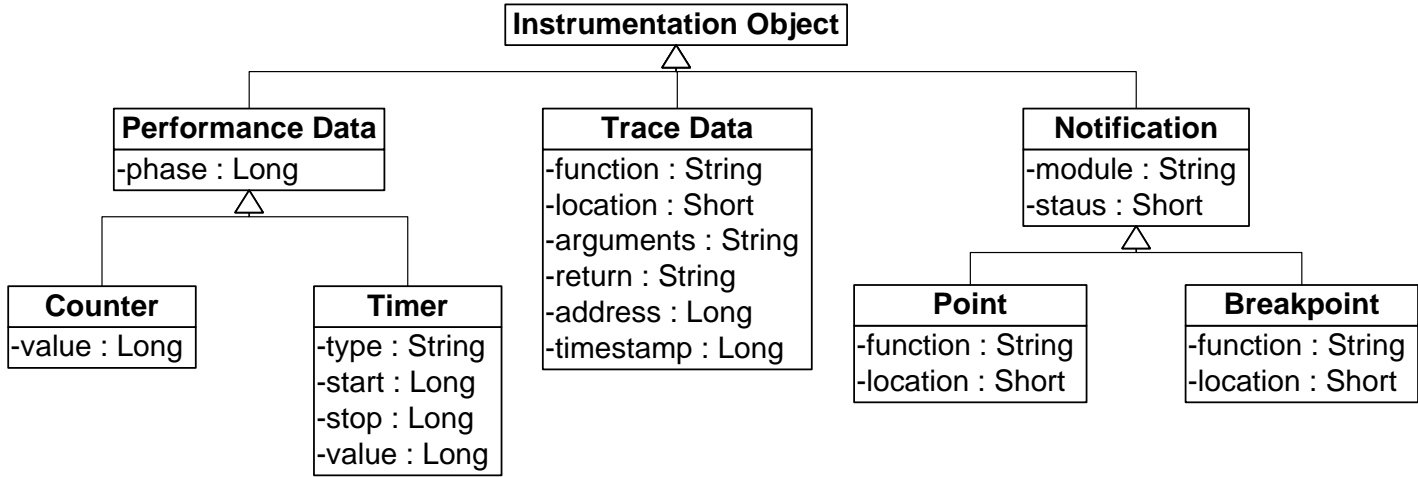 Instrumentation Object
Performance Data
-phase : Long
Trace Data
-function : String
-location : Short
-arguments : String
-return : String
-address : Long
-timestamp : Long
Notification
-module : String
-staus : Short
Counter
-value : Long
Timer
-type : String
-start : Long
-stop : Long
-value : Long
Point
-function : String
-location : Short
Breakpoint
-function : String
-location : Short